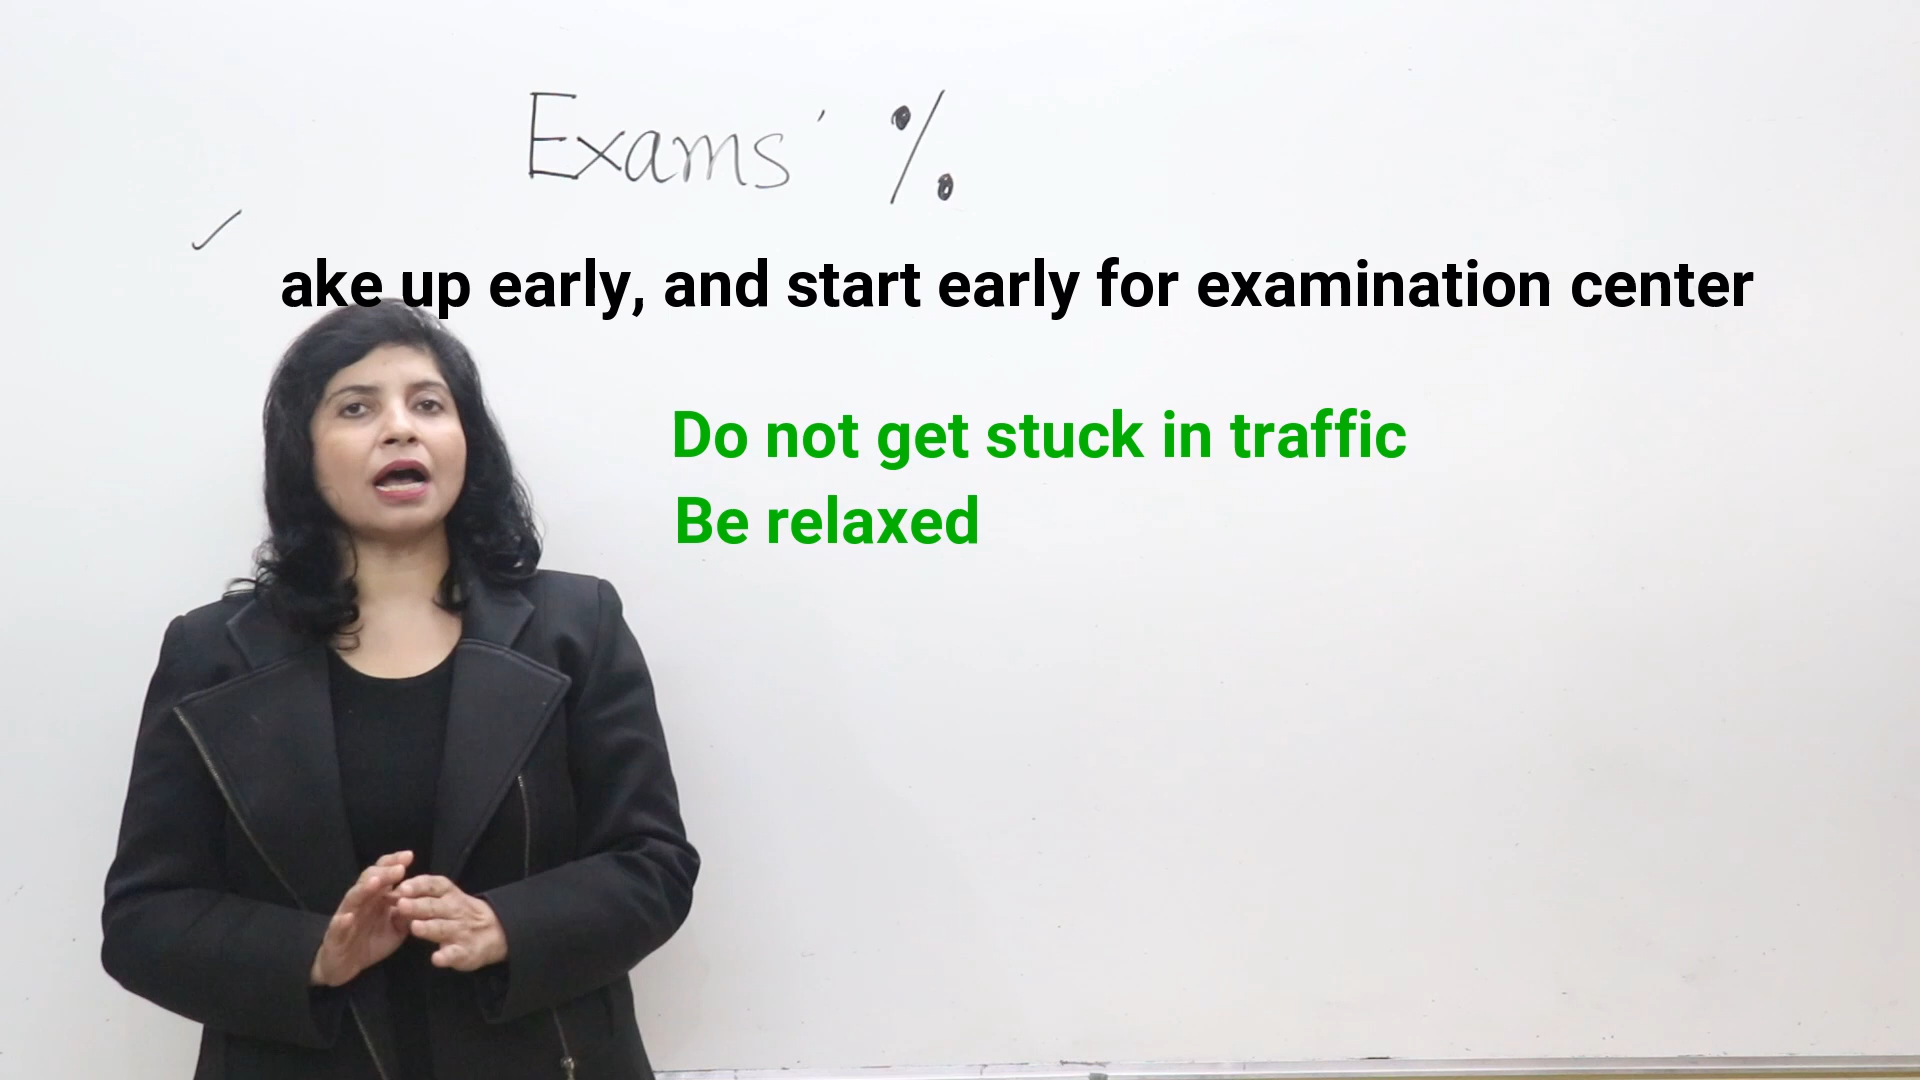 Exams' %
ake up early, and start early for examination center
Do not get stuck in traffic
Be relaxed